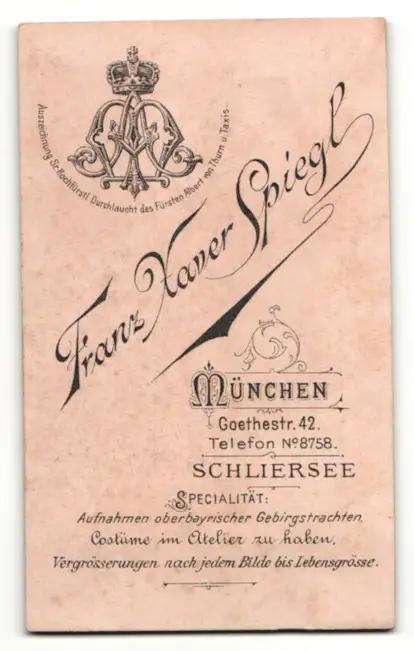 Auszeichnung Sr. Hochfürstl. Durchlaucht des Fürsten Albert von Thurn u. Taxis.
Franz Xaver Spiegl
MÜNCHEN
Goethestr. 42.
Telefon No 8758.
SCHLIERSEE
SPECIALITÄT:
Aufnahmen oberbayrischer Gebirgstrachten.
Costüme im Atelier zu haben.
Vergrösserungen nach jedem Bilde bis Lebensgrösse.